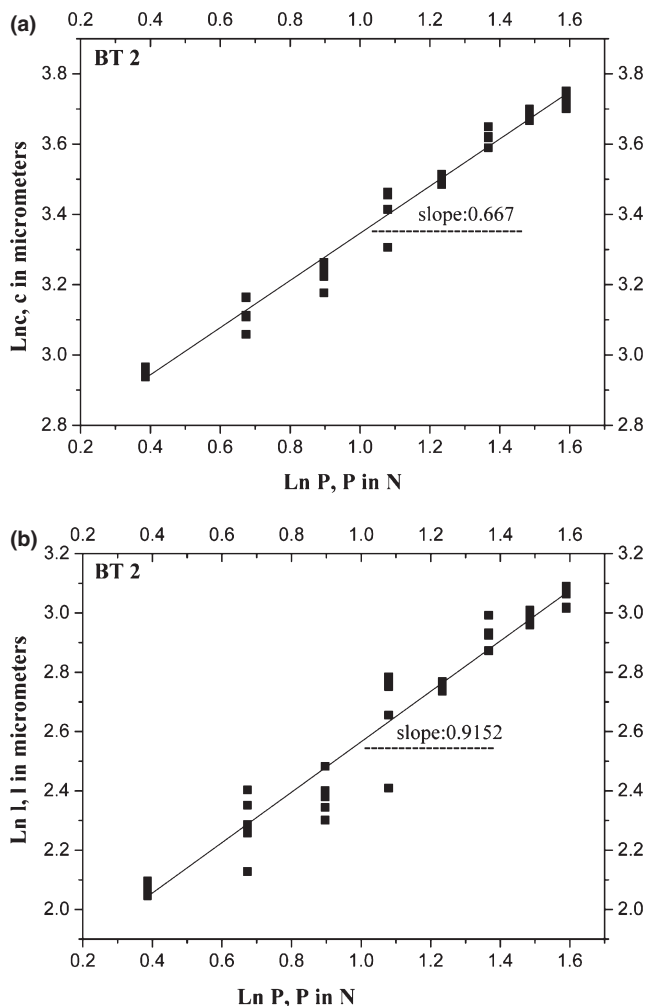 (a)
0.2 0.4 0.6 0.8 1.0 1.2 1.4 1.6
BT 2
3.8 3.8
3.6 3.6
3.4 3.4
slope:0.667
3.2 3.2
3.0 3.0
2.8 2.8
Lnc, c in micrometers
0.2 0.4 0.6 0.8 1.0 1.2 1.4 1.6
Ln P, P in N
(b)
0.2 0.4 0.6 0.8 1.0 1.2 1.4 1.6
3.2 3.2
BT 2
3.0 3.0
2.8 2.8
2.6 2.6
slope:0.9152
2.4 2.4
2.2 2.2
2.0 2.0
Ln l, l in micrometers
0.2 0.4 0.6 0.8 1.0 1.2 1.4 1.6
Ln P, P in N